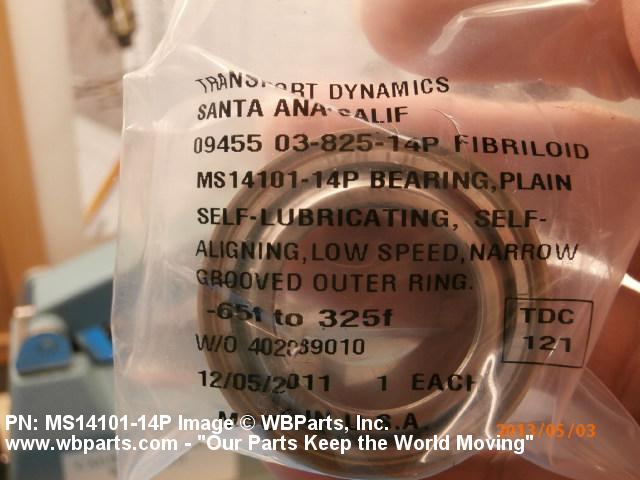 TRANSPORT DYNAMICS
SANTA ANA CALIF
09455 03-825-14P FIBRILOID
MS14101-14P BEARING,PLAIN
SELF-LUBRICATING, SELF-
ALIGNING,LOW SPEED,NARROW
GROOVED OUTER RING.
-65f to 325f
TDC
121
W/O 402889010
12/05/2011 1 EACH
U.S.A.
PN: MS14101-14P Image © WBParts, Inc.
www.wbparts.com - "Our Parts Keep the World Moving"
2013/05/03